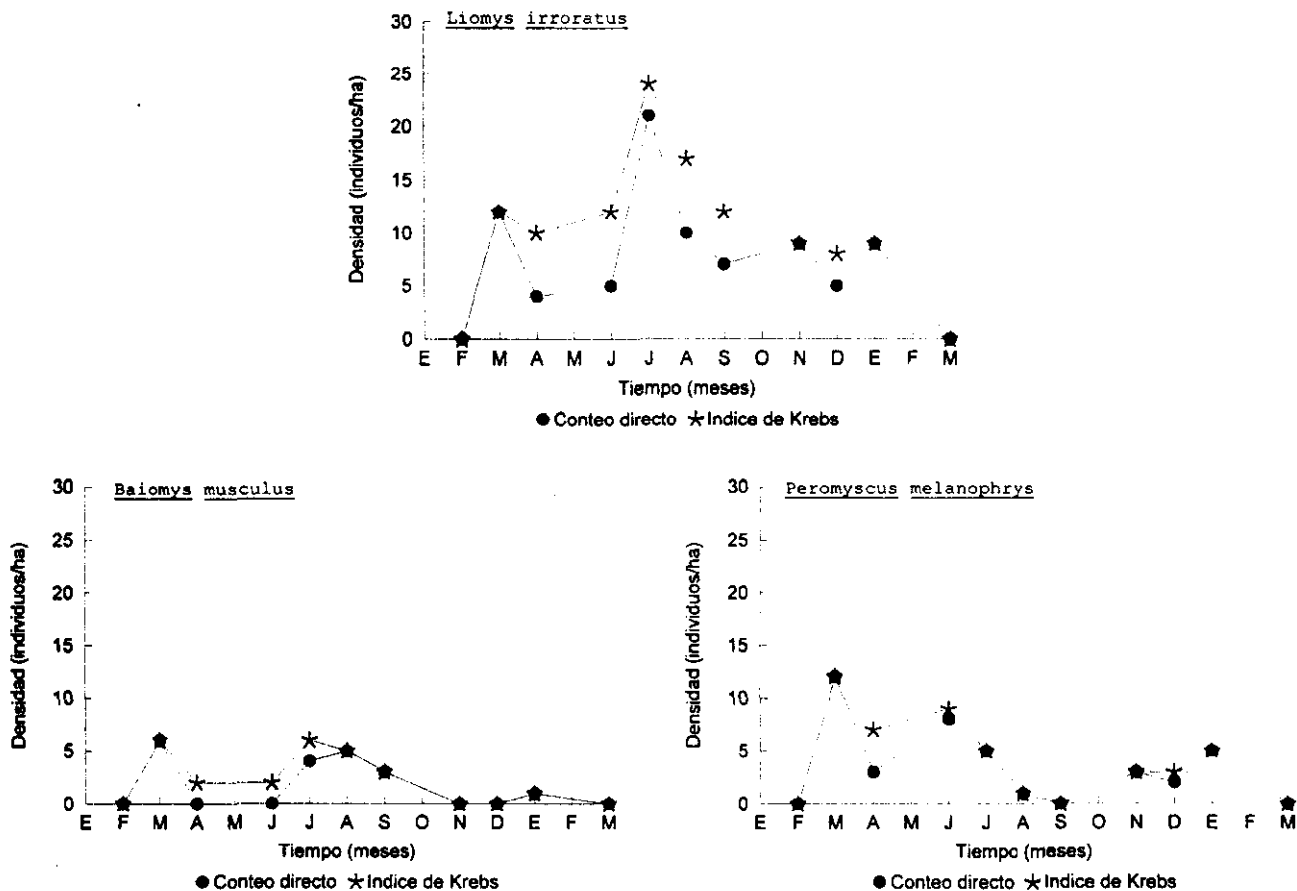 Liomys irroratus
Densidad (individuos/ha)
30
25
20
15
10
5
0
E F M A M J J A S O N D E F M
Tiempo (meses)
● Conteo directo ★ Indice de Krebs
Baiomys musculus
Densidad (individuos/ha)
30
25
20
15
10
5
0
E F M A M J J A S O N D E F M
Tiempo (meses)
● Conteo directo ★ Indice de Krebs
Peromyscus melanophrys
Densidad (individuos/ha)
30
25
20
15
10
5
0
E F M A M J J A S O N D E F M
Tiempo (meses)
● Conteo directo ★ Indice de Krebs